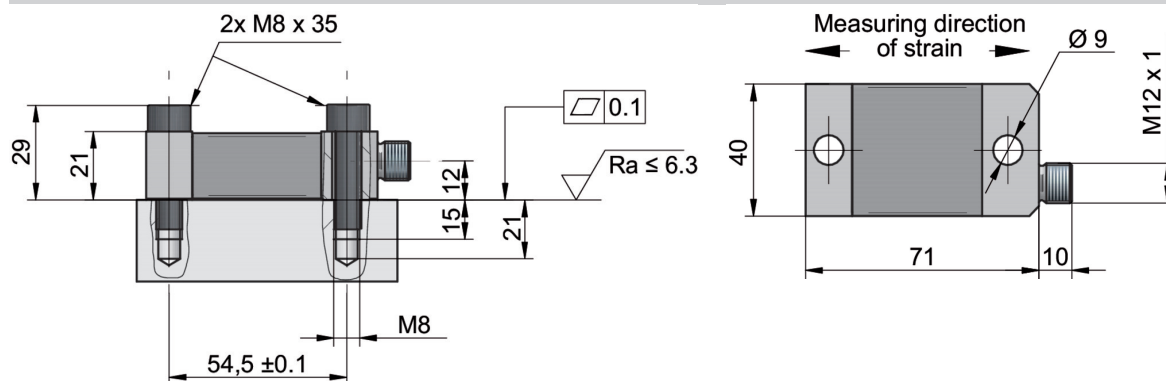 2x M8 x 35
29
21
12
15
21
0.1
Ra ≤ 6.3
M8
54,5 ±0.1
Measuring direction
of strain
Ø 9
M12 x 1
40
71
10